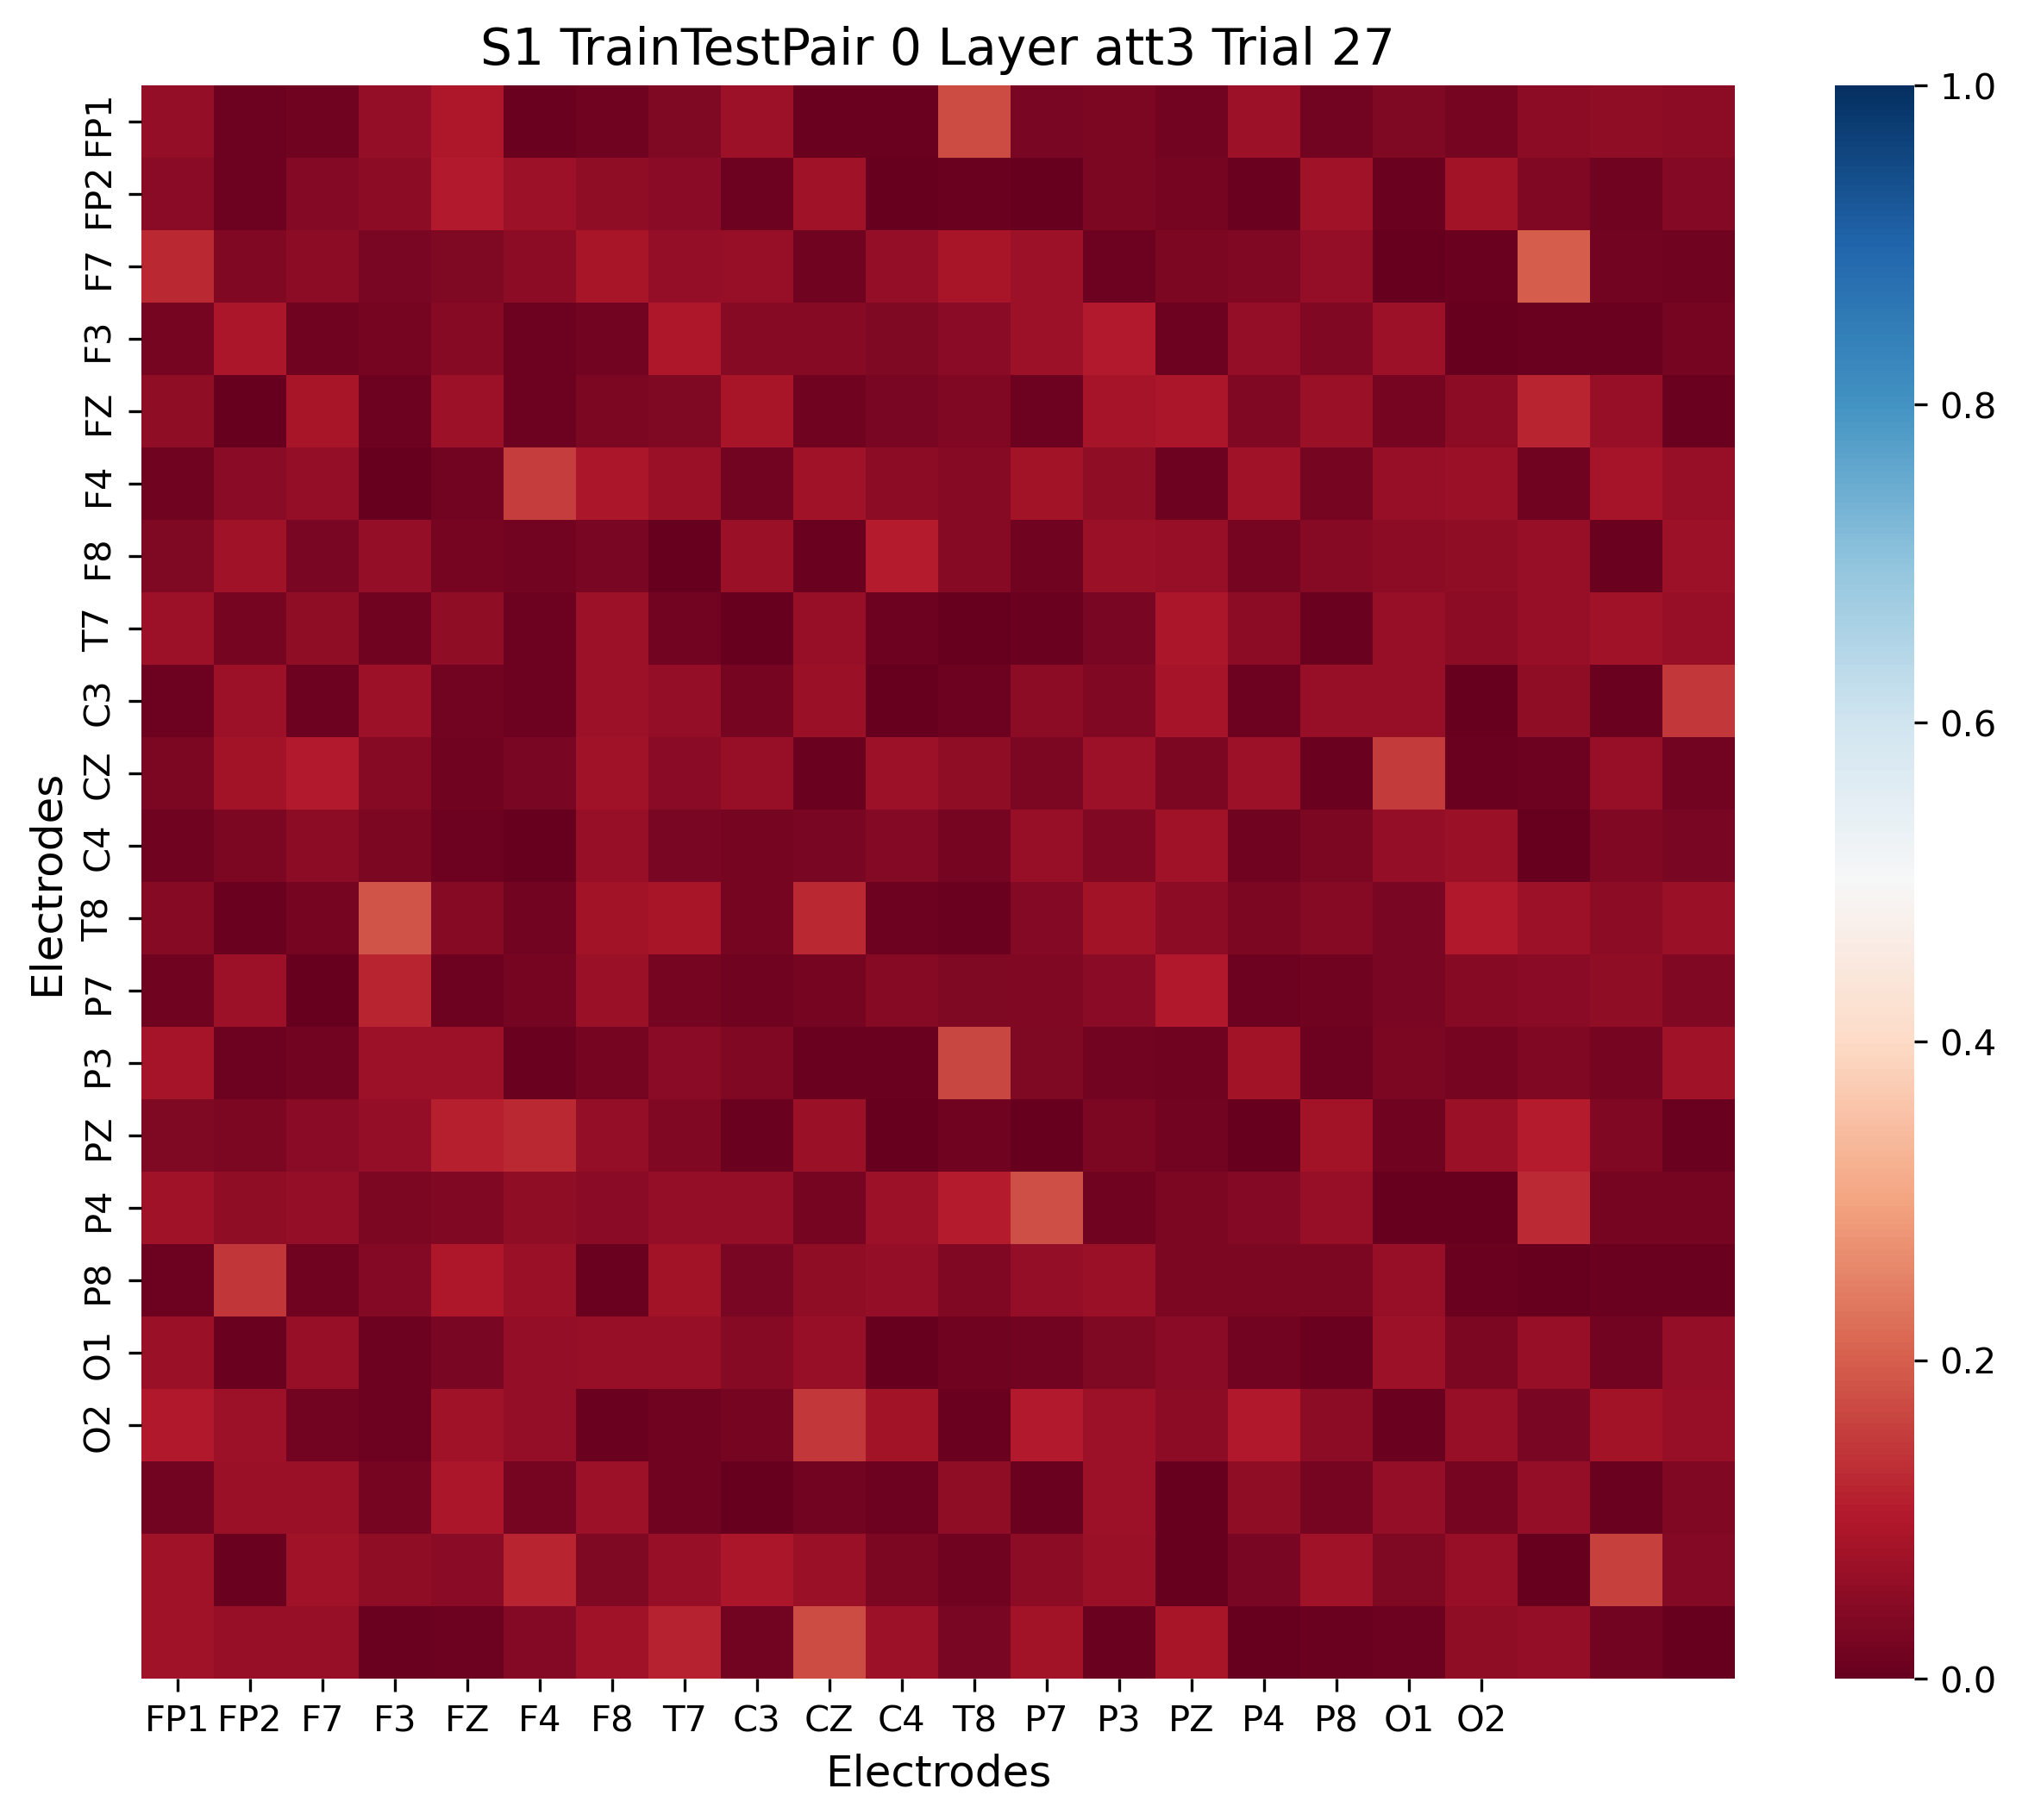 S1 TrainTestPair 0 Layer att3 Trial 27
Electrodes
FP1
FP2
F7
F3
FZ
F4
F8
T7
C3
CZ
C4
T8
P7
P3
PZ
P4
P8
O1
O2
FP1 FP2 F7 F3 FZ F4 F8 T7 C3 CZ C4 T8 P7 P3 PZ P4 P8 O1 O2
Electrodes
1.0
0.8
0.6
0.4
0.2
0.0